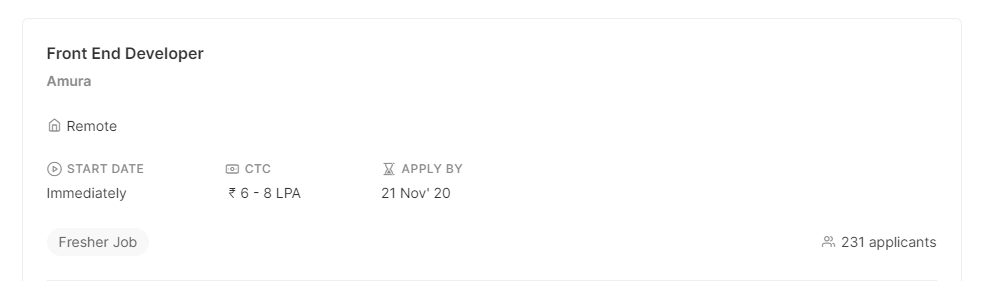 Front End Developer
Amura
Remote
START DATE CTC APPLY BY
Immediately ₹ 6 - 8 LPA 21 Nov' 20
Fresher Job 231 applicants